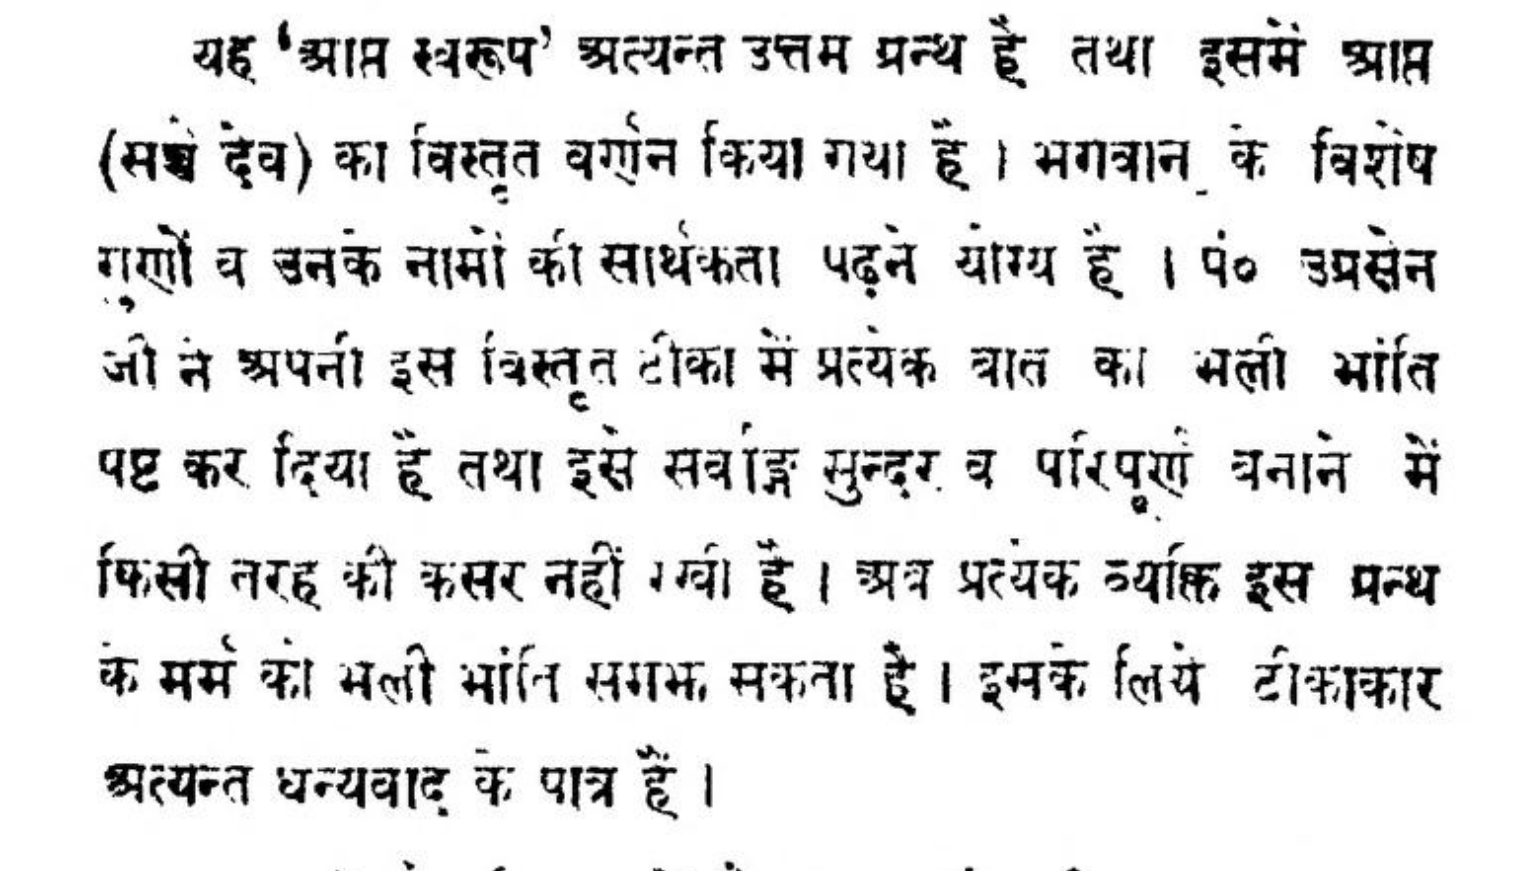 यह ‘आप्त स्वरूप’ अत्यन्त उत्तम ग्रन्थ है तथा इसमें आप्त
(सच्चे देव) का विस्तृत वर्णन किया गया है । भगवान् के विशेष
गुणों व उनके नामों की सार्थकता पढ़ने योग्य है । पं० उग्रसेन
जी ने अपनी इस विस्तृत टीका में प्रत्येक बात का भली भांति
पष्ट कर दिया है तथा इसे सर्वाङ्ग सुन्दर व परिपूर्ण बनाने में
किसी तरह की कसर नहीं रखी है । अब प्रत्येक व्यक्ति इस ग्रन्थ
के मर्म को भली भांति समझ सकता है । इसके लिये टीकाकार
अत्यन्त धन्यवाद के पात्र हैं ।